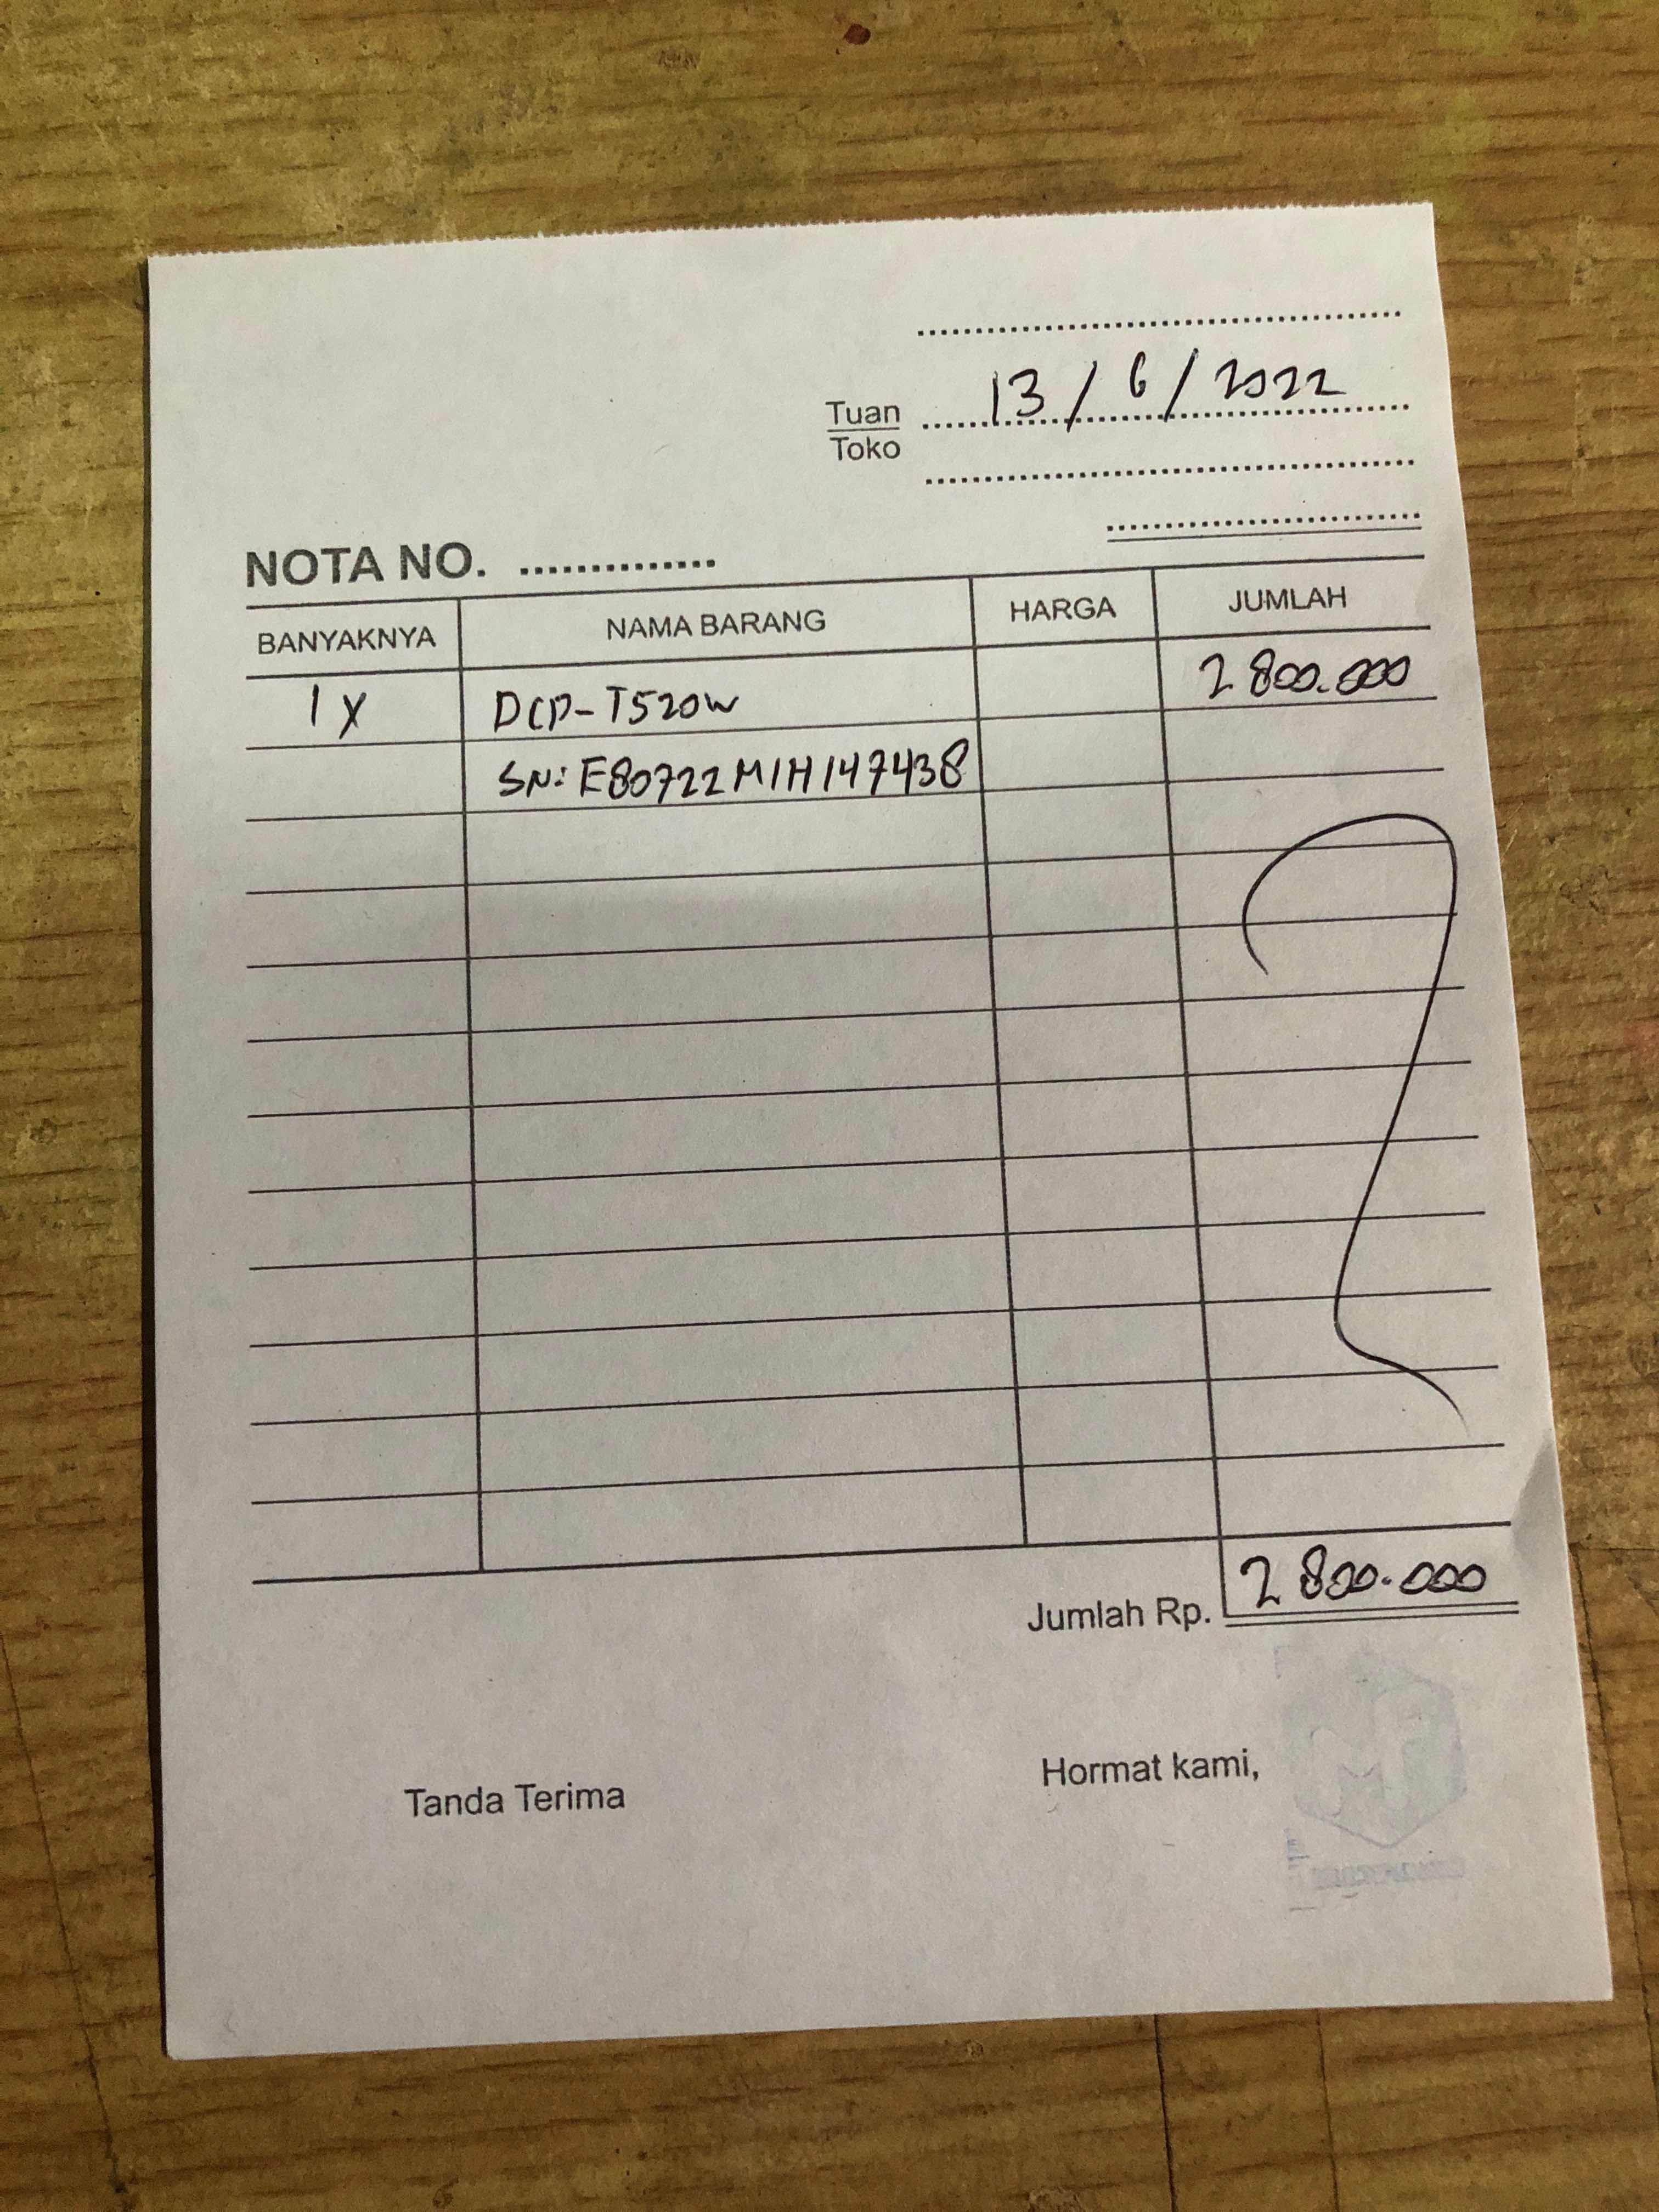 13/6/2022
Tuan
Toko
NOTA NO. ..............
BANYAKNYA NAMA BARANG HARGA JUMLAH
1 X DCP-T520W 2 800.000
SN: E80722M1H147438
Jumlah Rp. 2 800.000
Tanda Terima Hormat kami,